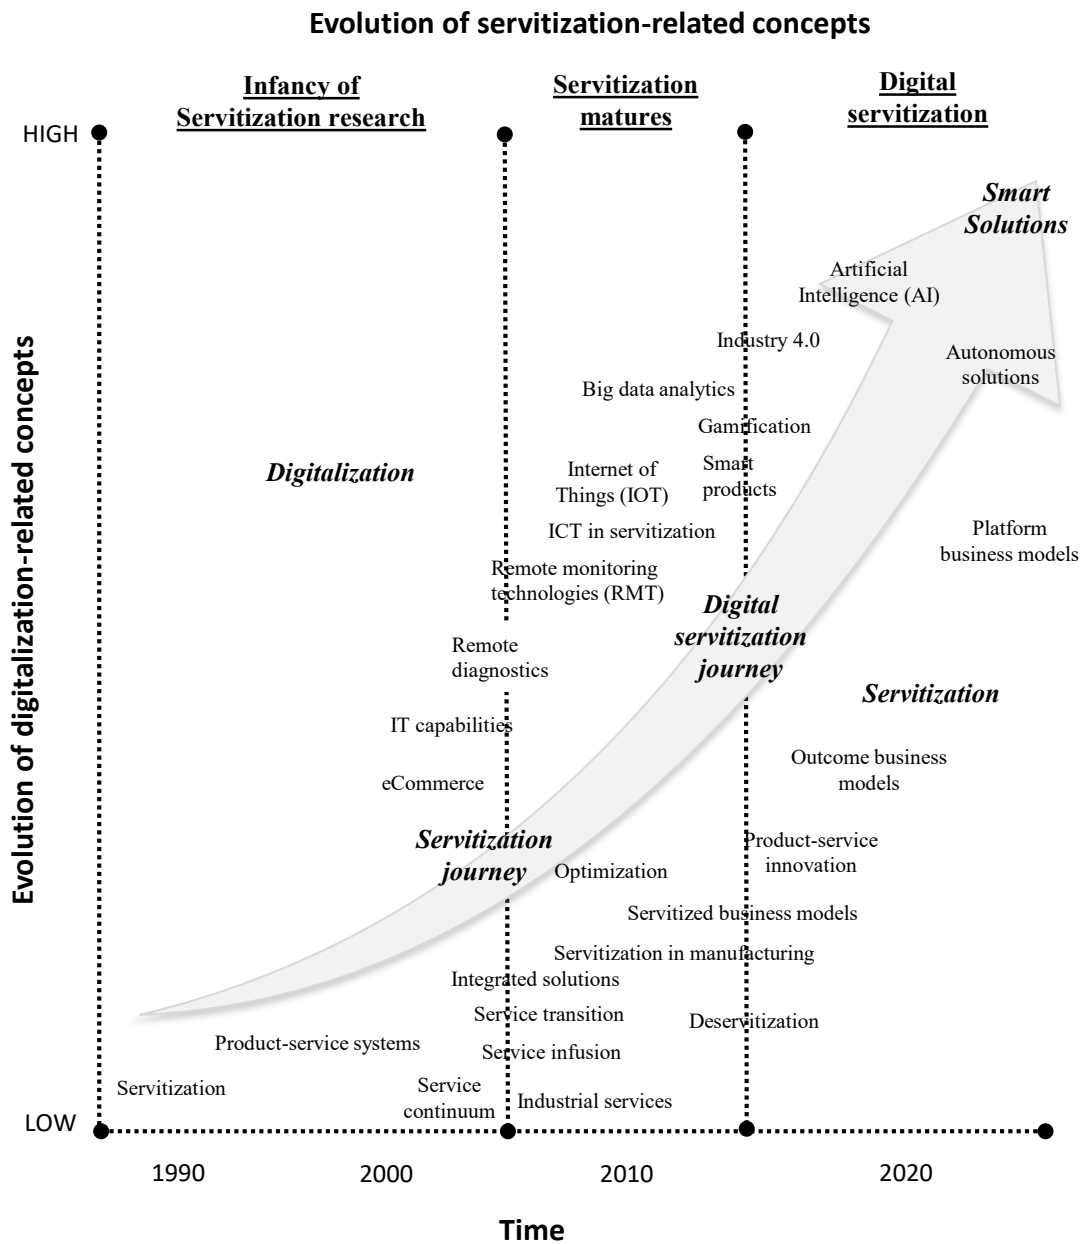 Evolution of servitization-related concepts
Infancy of
Servitization research
Servitization
matures
Digital
servitization
HIGH
Smart
Solutions
Artificial
Intelligence (AI)
Industry 4.0
Autonomous
solutions
Big data analytics
Gamification
Digitalization
Internet of
Things (IOT)
Smart
products
ICT in servitization
Platform
business models
Remote monitoring
technologies (RMT)
Digital
servitization
journey
Remote
diagnostics
Servitization
IT capabilities
Outcome business
models
eCommerce
Servitization
journey
Product-service
innovation
Optimization
Servitized business models
Servitization in manufacturing
Integrated solutions
Service transition
Deservitization
Product-service systems
Service infusion
Servitization
Service
continuum
Industrial services
LOW
Evolution of digitalization-related concepts
1990
2000
2010
2020
Time